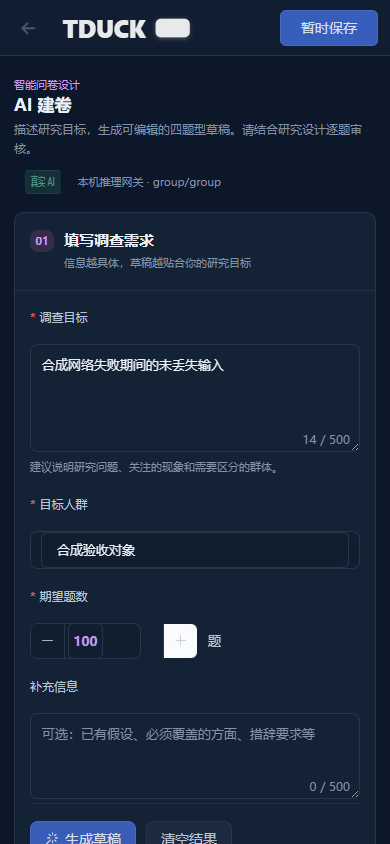 TDUCK
暂时保存
智能问卷设计
AI 建卷
描述研究目标，生成可编辑的四题型草稿。请结合研究设计逐题审
核。
真实 AI
本机推理网关 · group/group
01
填写调查需求
信息越具体，草稿越贴合你的研究目标
* 调查目标
合成网络失败期间的未丢失输入
14 / 500
建议说明研究问题、关注的现象和需要区分的群体。
* 目标人群
合成验收对象
* 期望题数
100
题
补充信息
可选：已有假设、必须覆盖的方面、措辞要求等
0 / 500
生成草稿
清空结果